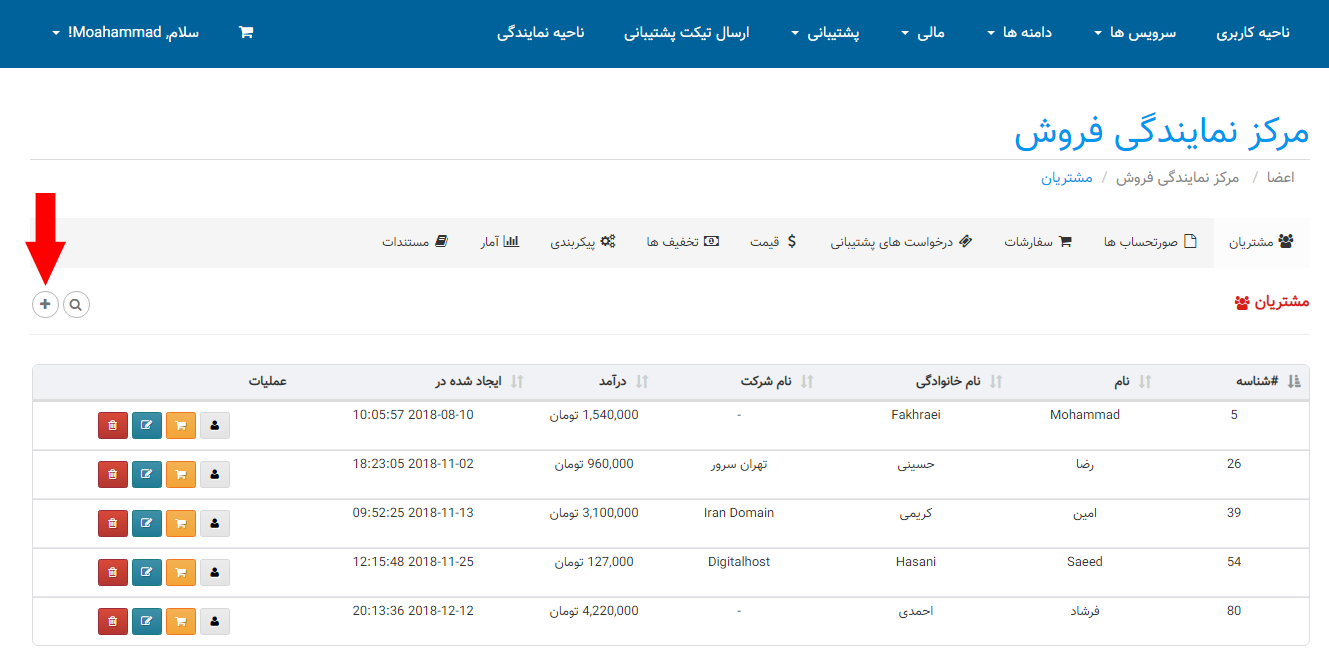 ناحیه کاربری سرویس ها دامنه ها مالی پشتیبانی ارسال تیکت پشتیبانی ناحیه نمایندگی سلام, Moahammad!
مرکز نمایندگی فروش
اعضا / مرکز نمایندگی فروش / مشتریان
مشتریان صورتحساب ها سفارشات درخواست های پشتیبانی قیمت تخفیف ها پیکربندی آمار مستندات
مشتریان
#شناسه نام نام خانوادگی نام شرکت درآمد ایجاد شده در عملیات
5 Mohammad Fakhraei - 1,540,000 تومان 2018-08-10 10:05:57
26 رضا حسینی تهران سرور 960,000 تومان 2018-11-02 18:23:05
39 امین کریمی Iran Domain 3,100,000 تومان 2018-11-13 09:52:25
54 Saeed Hasani Digitalhost 127,000 تومان 2018-11-25 12:15:48
80 فرشاد احمدی - 4,220,000 تومان 2018-12-12 20:13:36